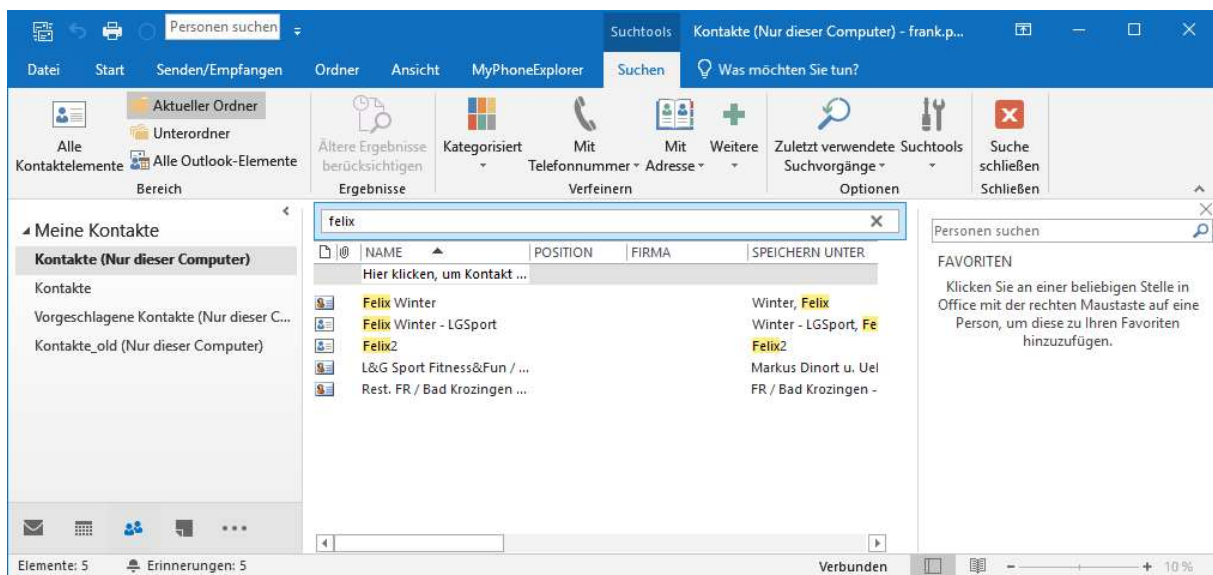 Personen suchen
Suchtools
Kontakte (Nur dieser Computer) - frank.p...
Datei Start Senden/Empfangen Ordner Ansicht MyPhoneExplorer Suchen Was möchten Sie tun?
Alle
Kontaktelemente
Aktueller Ordner
Unterordner
Alle Outlook-Elemente
Bereich
Ältere Ergebnisse
berücksichtigen
Ergebnisse
Kategorisiert
Mit
Telefonnummer
Mit
Adresse
Weitere
Verfeinern
Zuletzt verwendete
Suchvorgänge
Suchtools
Optionen
Suche
schließen
Schließen
Meine Kontakte
Kontakte (Nur dieser Computer)
Kontakte
Vorgeschlagene Kontakte (Nur dieser C...
Kontakte_old (Nur dieser Computer)
felix
NAME POSITION FIRMA SPEICHERN UNTER
Hier klicken, um Kontakt ...
Felix Winter Winter, Felix
Felix Winter - LGSport Winter - LGSport, Fe
Felix2 Felix2
L&G Sport Fitness&Fun / ... Markus Dinort u. Uel
Rest. FR / Bad Krozingen ... FR / Bad Krozingen -
Personen suchen
FAVORITEN
Klicken Sie an einer beliebigen Stelle in
Office mit der rechten Maustaste auf eine
Person, um diese zu Ihren Favoriten
hinzuzufügen.
Elemente: 5 Erinnerungen: 5 Verbunden 10 %